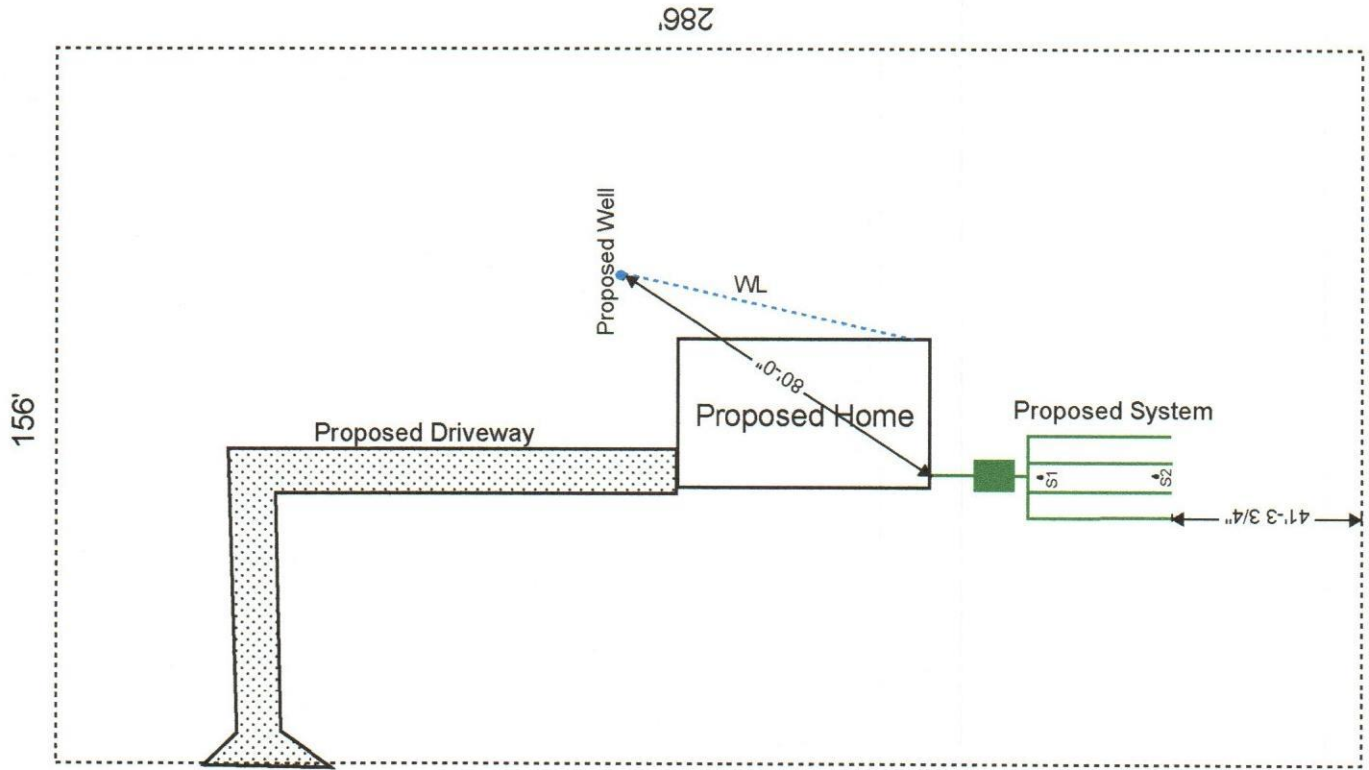 286'
156'
Proposed Well
WL
80'-0"
Proposed Home
Proposed Driveway
Proposed System
S1
S2
41'-3 3/4"